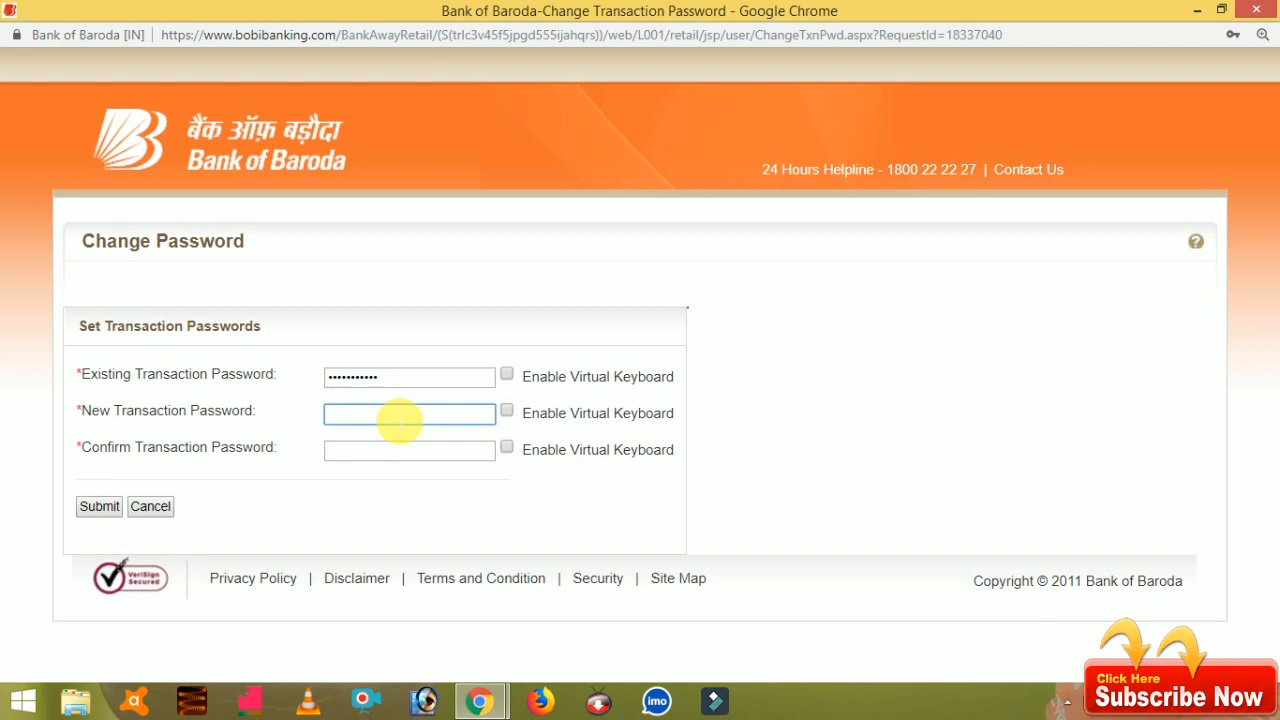 Bank of Baroda-Change Transaction Password - Google Chrome
Bank of Baroda [IN] | https://www.bobibanking.com/BankAwayRetail/(S(trlc3v45f5jpgd555ijahqrs))/web/L001/retail/jsp/user/ChangeTxnPwd.aspx?RequestId=18337040
बैंक ऑफ़ बड़ौदा
Bank of Baroda
24 Hours Helpline - 1800 22 22 27 | Contact Us
Change Password
?
Set Transaction Passwords
*Existing Transaction Password: ••••••••••• Enable Virtual Keyboard
*New Transaction Password: Enable Virtual Keyboard
*Confirm Transaction Password: Enable Virtual Keyboard
Submit Cancel
VeriSign Secured
Privacy Policy | Disclaimer | Terms and Condition | Security | Site Map
Copyright © 2011 Bank of Baroda
Click Here
Subscribe Now
imo